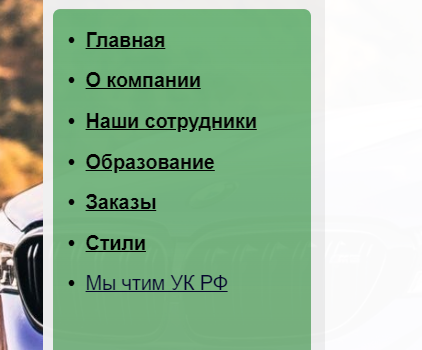 Главная
О компании
Наши сотрудники
Образование
Заказы
Стили
Мы чтим УК РФ